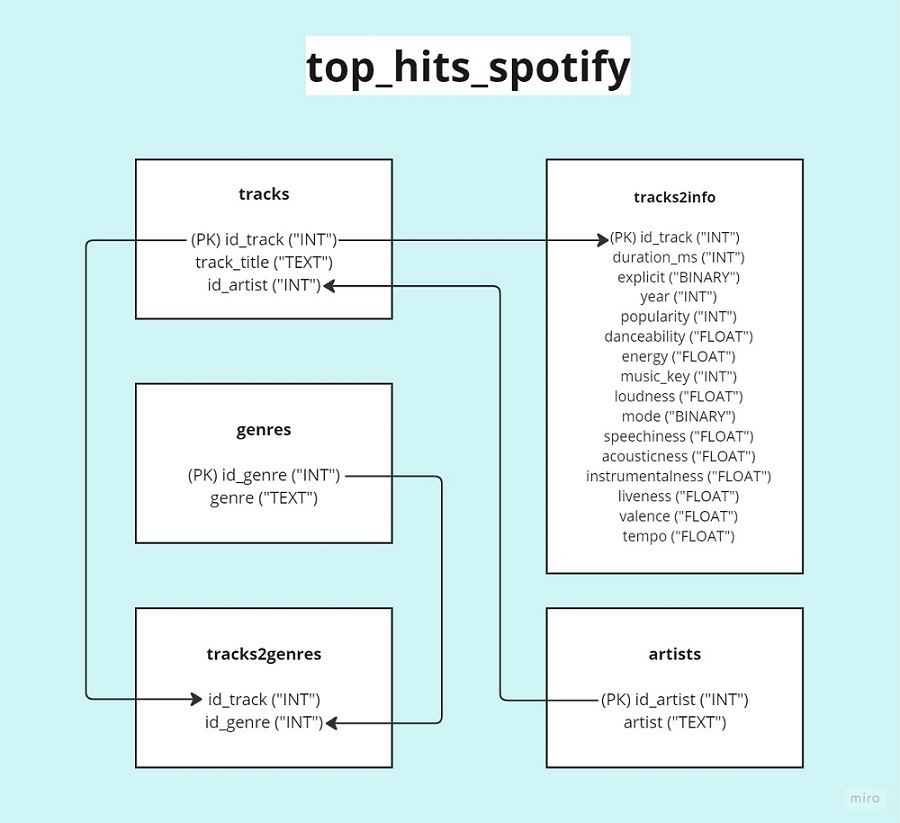 top_hits_spotify
tracks
(PK) id_track ("INT")
track_title ("TEXT")
id_artist ("INT")
genres
(PK) id_genre ("INT")
genre ("TEXT")
tracks2genres
id_track ("INT")
id_genre ("INT")
tracks2info
(PK) id_track ("INT")
duration_ms ("INT")
explicit ("BINARY")
year ("INT")
popularity ("INT")
danceability ("FLOAT")
energy ("FLOAT")
music_key ("INT")
loudness ("FLOAT")
mode ("BINARY")
speechiness ("FLOAT")
acousticness ("FLOAT")
instrumentalness ("FLOAT")
liveness ("FLOAT")
valence ("FLOAT")
tempo ("FLOAT")
artists
(PK) id_artist ("INT")
artist ("TEXT")
miro